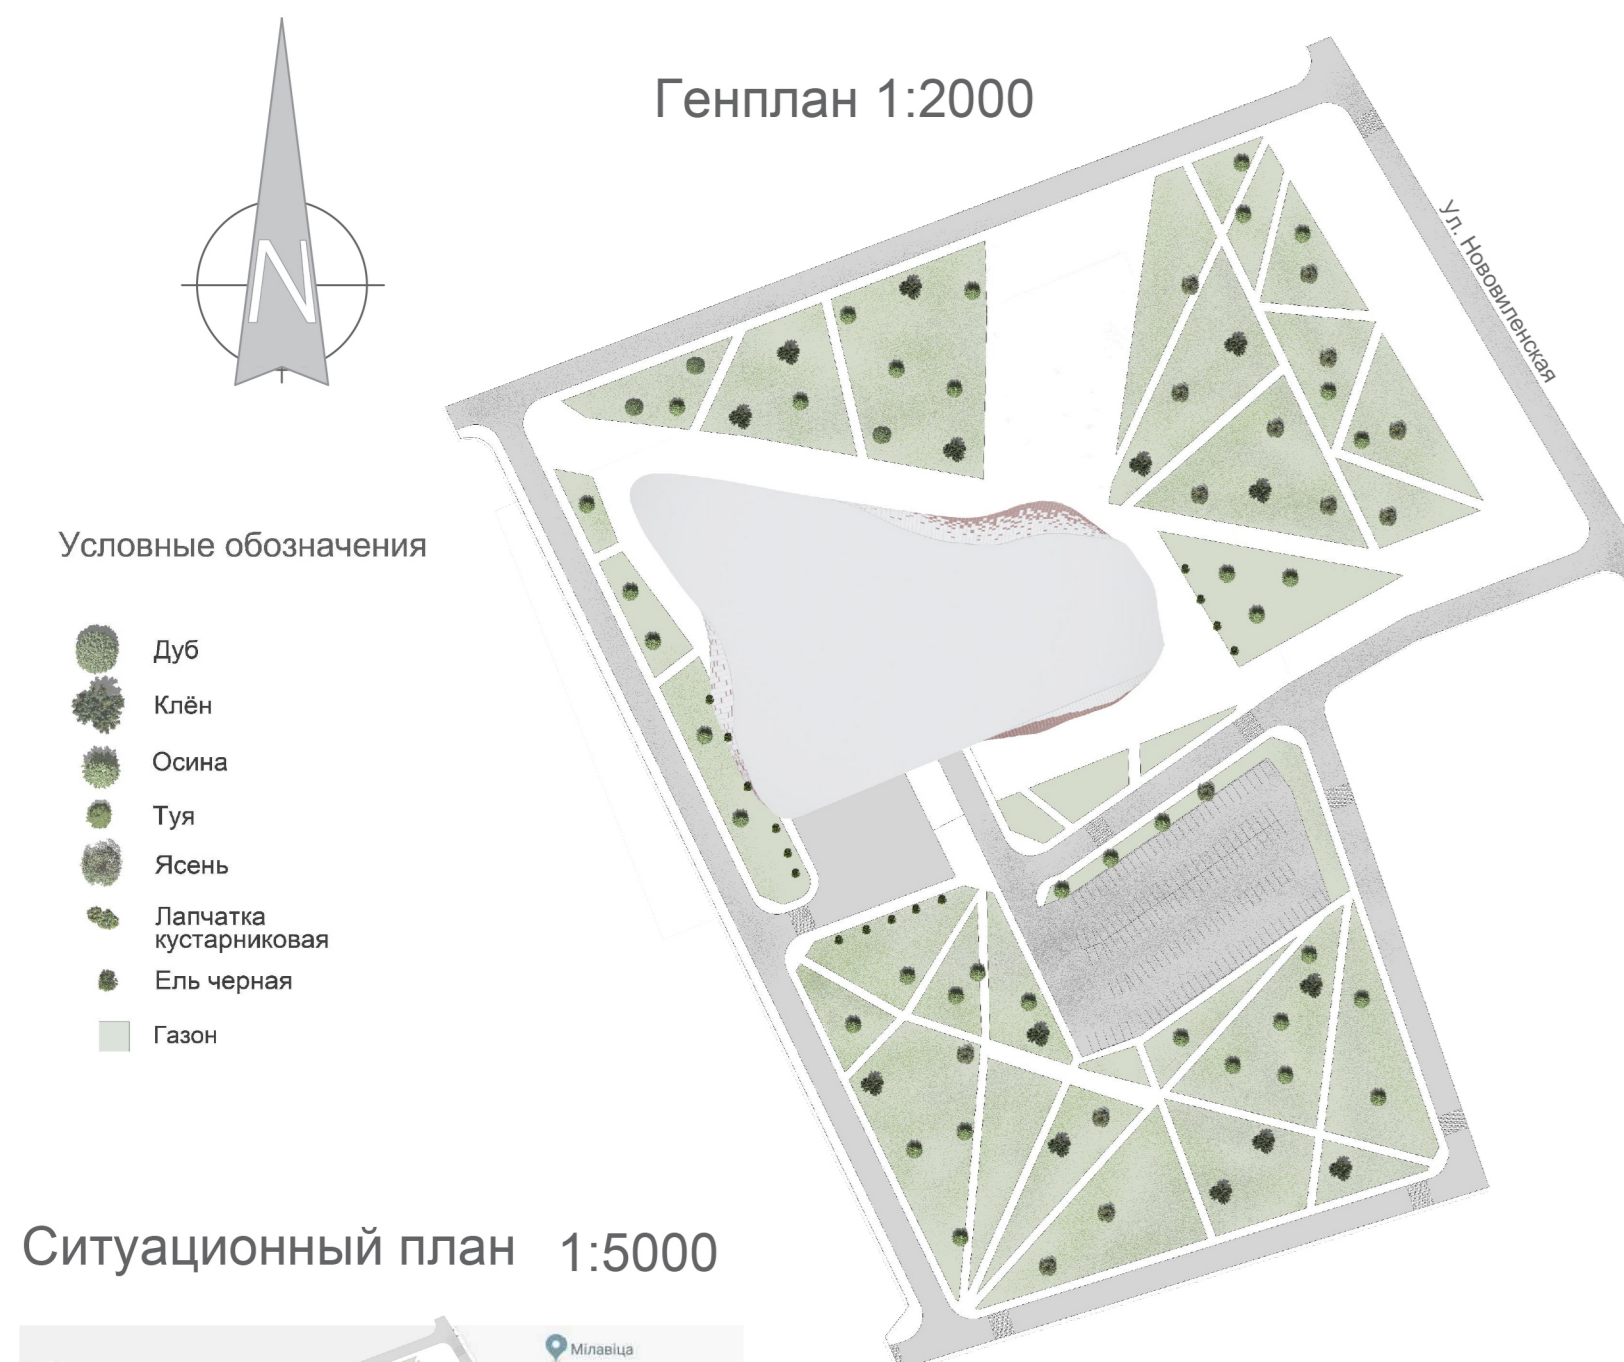 Генплан 1:2000
N
Ул. Нововиленская
Условные обозначения
Дуб
Клён
Осина
Туя
Ясень
Лапчатка
кустарниковая
Ель черная
Газон
Ситуационный план 1:5000
Мілавіца